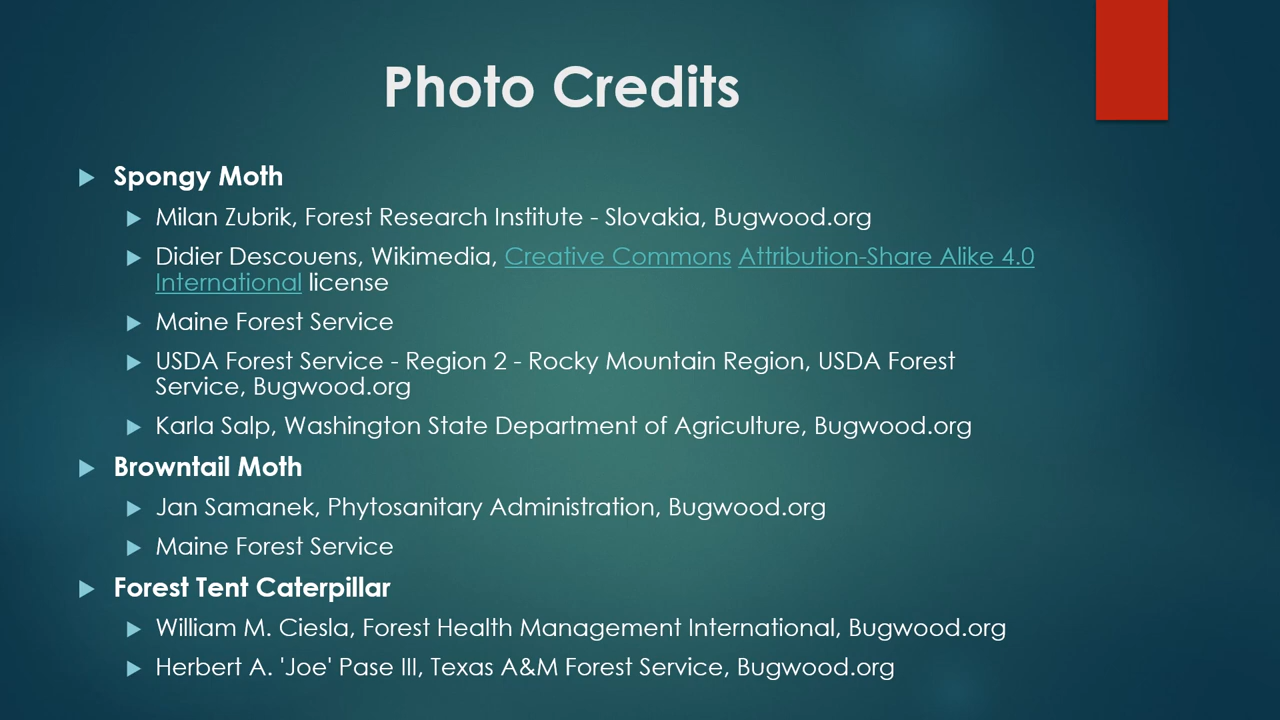 Photo Credits
Spongy Moth
Milan Zubrik, Forest Research Institute - Slovakia, Bugwood.org
Didier Descouens, Wikimedia, Creative Commons Attribution-Share Alike 4.0
International license
Maine Forest Service
USDA Forest Service - Region 2 - Rocky Mountain Region, USDA Forest
Service, Bugwood.org
Karla Salp, Washington State Department of Agriculture, Bugwood.org
Browntail Moth
Jan Samanek, Phytosanitary Administration, Bugwood.org
Maine Forest Service
Forest Tent Caterpillar
William M. Ciesla, Forest Health Management International, Bugwood.org
Herbert A. 'Joe' Pase III, Texas A&M Forest Service, Bugwood.org